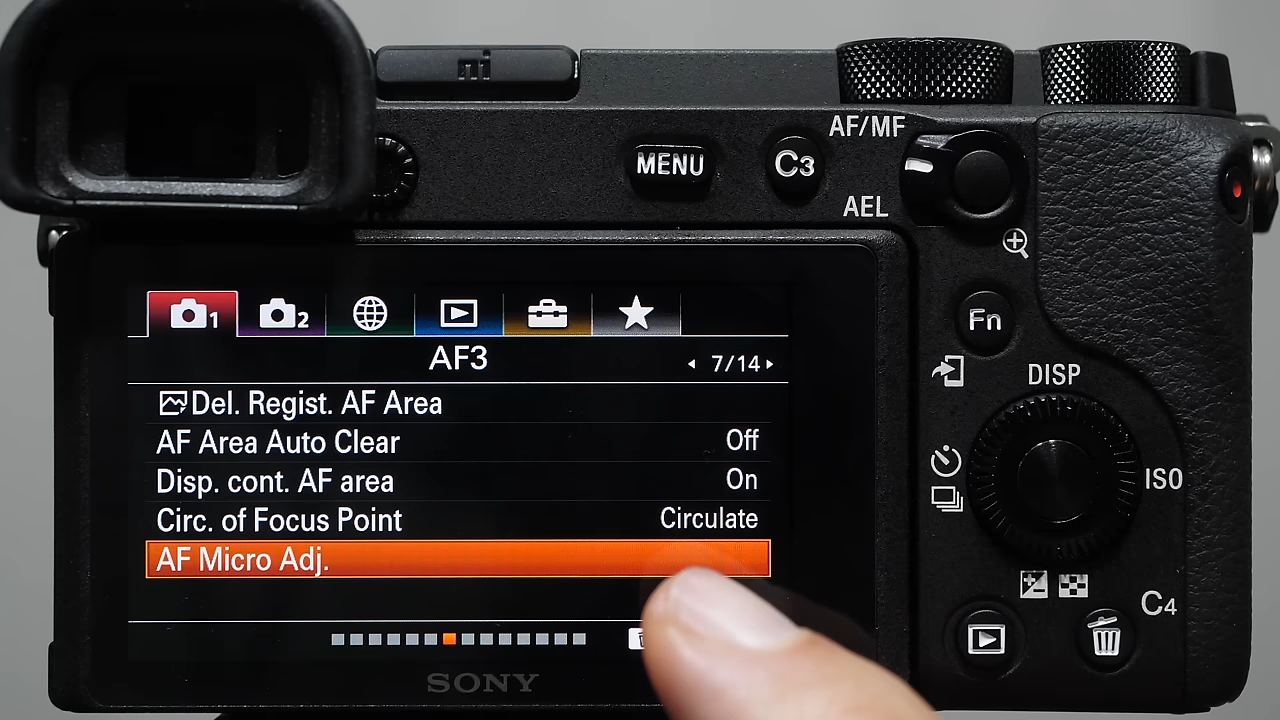 mi
MENU
C3
AF/MF
AEL
Fn
1
2
AF3
7/14
Del. Regist. AF Area
AF Area Auto Clear Off
Disp. cont. AF area On
Circ. of Focus Point Circulate
AF Micro Adj.
DISP
ISO
C4
SONY